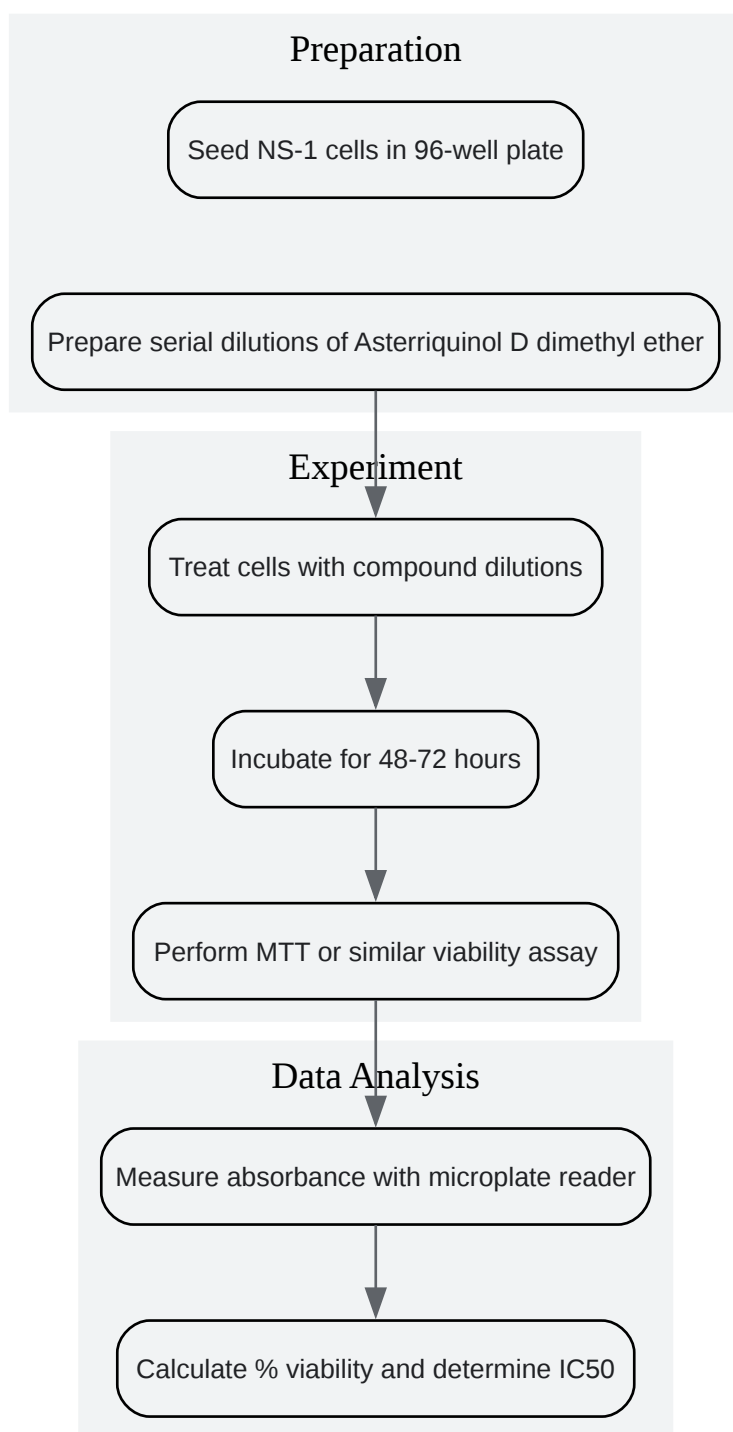 Preparation
Seed NS-1 cells in 96-well plate
Prepare serial dilutions of Asterriquinol D dimethyl ether
Experiment
Treat cells with compound dilutions
Incubate for 48-72 hours
Perform MTT or similar viability assay
Data Analysis
Measure absorbance with microplate reader
Calculate % viability and determine IC50